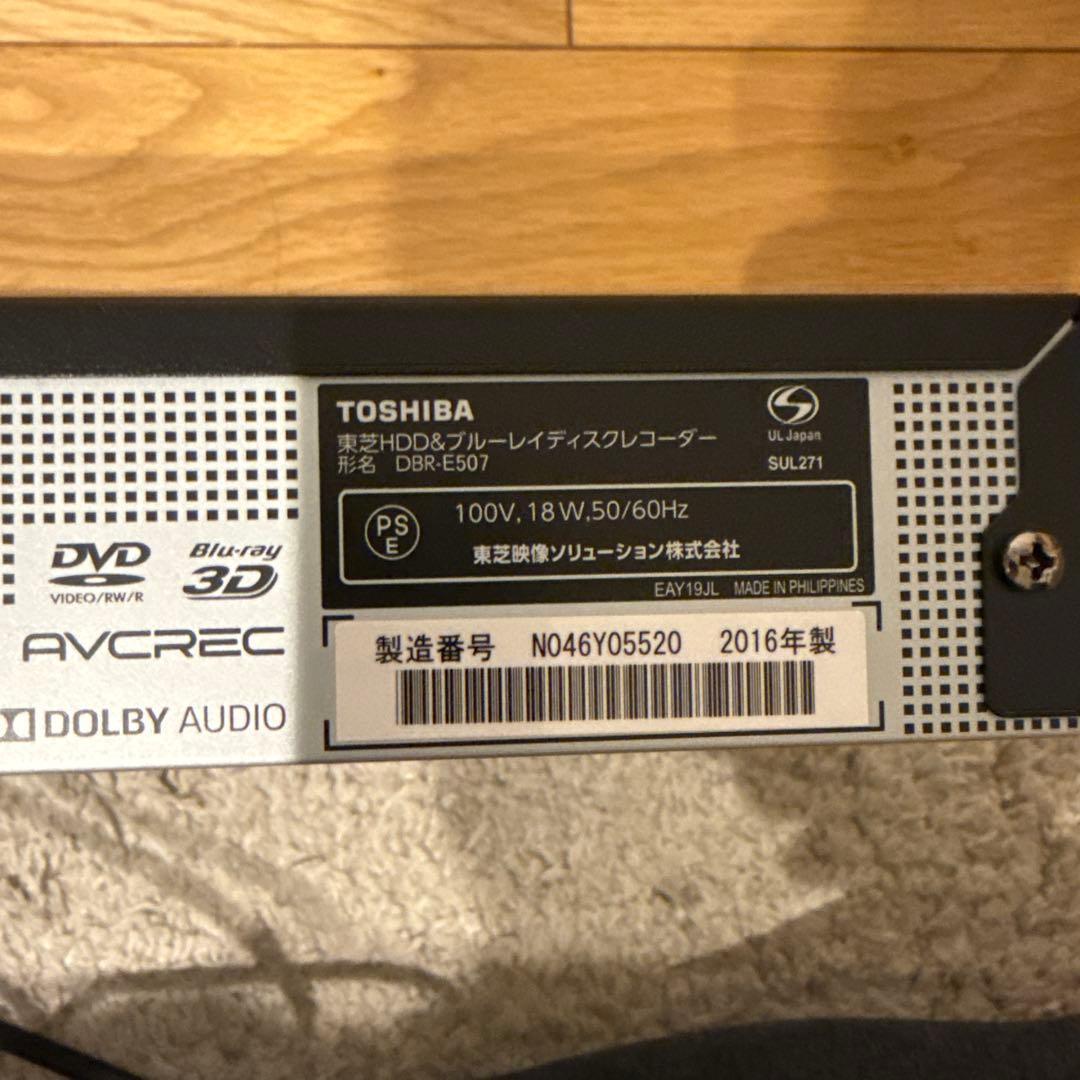 TOSHIBA
東芝HDD&ブルーレイディスクレコーダー
形名 DBR-E507
UL Japan
SUL271
PS
E
100V, 18W, 50/60Hz
東芝映像ソリューション株式会社
EAY19JL MADE IN PHILIPPINES
製造番号 N046Y05520 2016年製
DVD
VIDEO/RW/R
Blu-ray
3D
AVCREC
DOLBY AUDIO